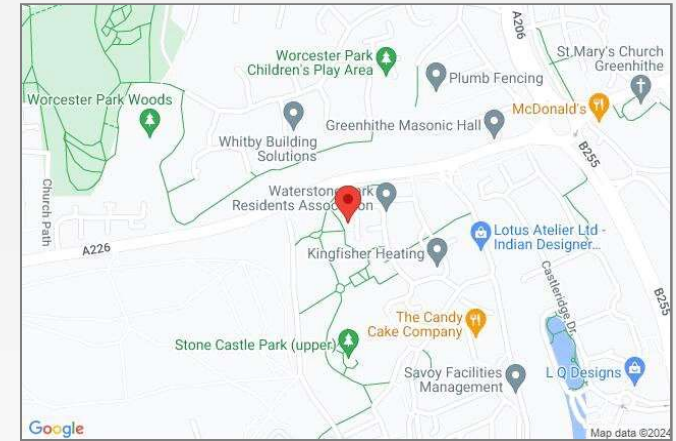 A206
Worcester Park
Children's Play Area
St.Mary's Church
Greenhithe
Plumb Fencing
Worcester Park Woods
McDonald's
Greenhithe Masonic Hall
Whitby Building
Solutions
B255
Church Path
Waterstone Park
Residents Association
A226
Lotus Atelier Ltd -
Indian Designer...
Kingfisher Heating
Castleridge Dr.
B255
The Candy
Cake Company
Stone Castle Park (upper)
Savoy Facilities
Management
L Q Designs
Google
Map data ©2024